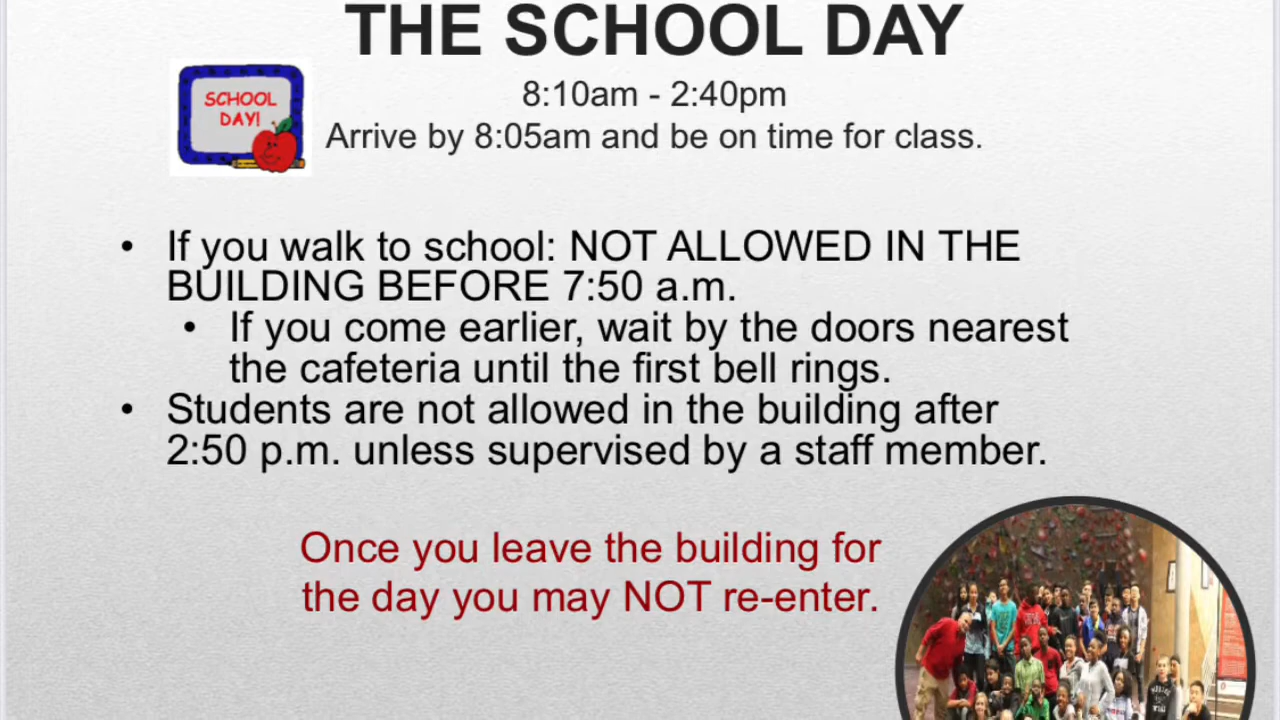 THE SCHOOL DAY
8:10am - 2:40pm
Arrive by 8:05am and be on time for class.
SCHOOL
DAY!
• If you walk to school: NOT ALLOWED IN THE
BUILDING BEFORE 7:50 a.m.
• If you come earlier, wait by the doors nearest
the cafeteria until the first bell rings.
• Students are not allowed in the building after
2:50 p.m. unless supervised by a staff member.
Once you leave the building for
the day you may NOT re-enter.